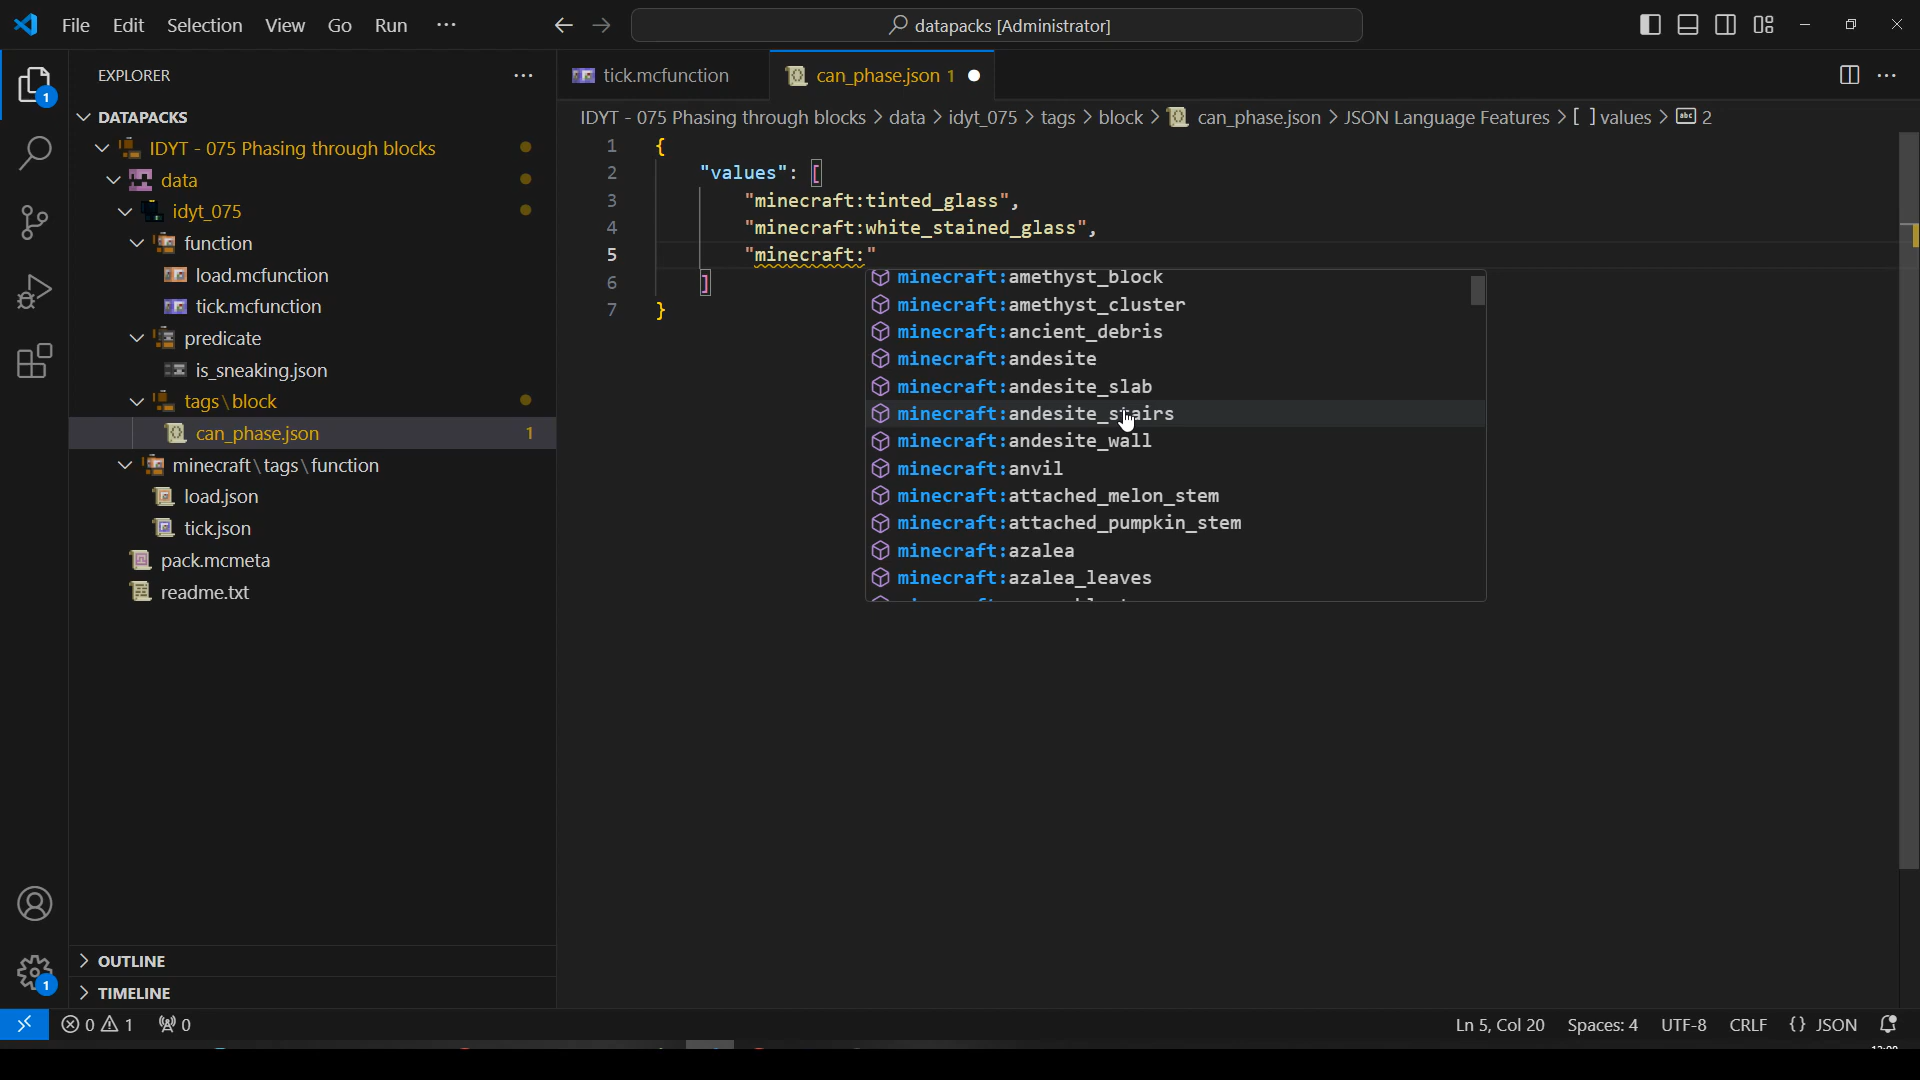 File Edit Selection View Go Run ···
datapacks [Administrator]
EXPLORER ···
DATAPACKS
IDYT - 075 Phasing through blocks
data
idyt_075
function
load.mcfunction
tick.mcfunction
predicate
is_sneaking.json
tags\block
can_phase.json 1
minecraft\tags\function
load.json
tick.json
pack.mcmeta
readme.txt
OUTLINE
TIMELINE
1
1
tick.mcfunction
can_phase.json 1
IDYT - 075 Phasing through blocks > data > idyt_075 > tags > block > can_phase.json > JSON Language Features > [ ] values > abc 2
1 {
2 "values": [
3 "minecraft:tinted_glass",
4 "minecraft:white_stained_glass",
5 "minecraft:"
6 ]
7 }
minecraft:amethyst_block
minecraft:amethyst_cluster
minecraft:ancient_debris
minecraft:andesite
minecraft:andesite_slab
minecraft:andesite_stairs
minecraft:andesite_wall
minecraft:anvil
minecraft:attached_melon_stem
minecraft:attached_pumpkin_stem
minecraft:azalea
minecraft:azalea_leaves
0 1 0
Ln 5, Col 20 Spaces: 4 UTF-8 CRLF {} JSON